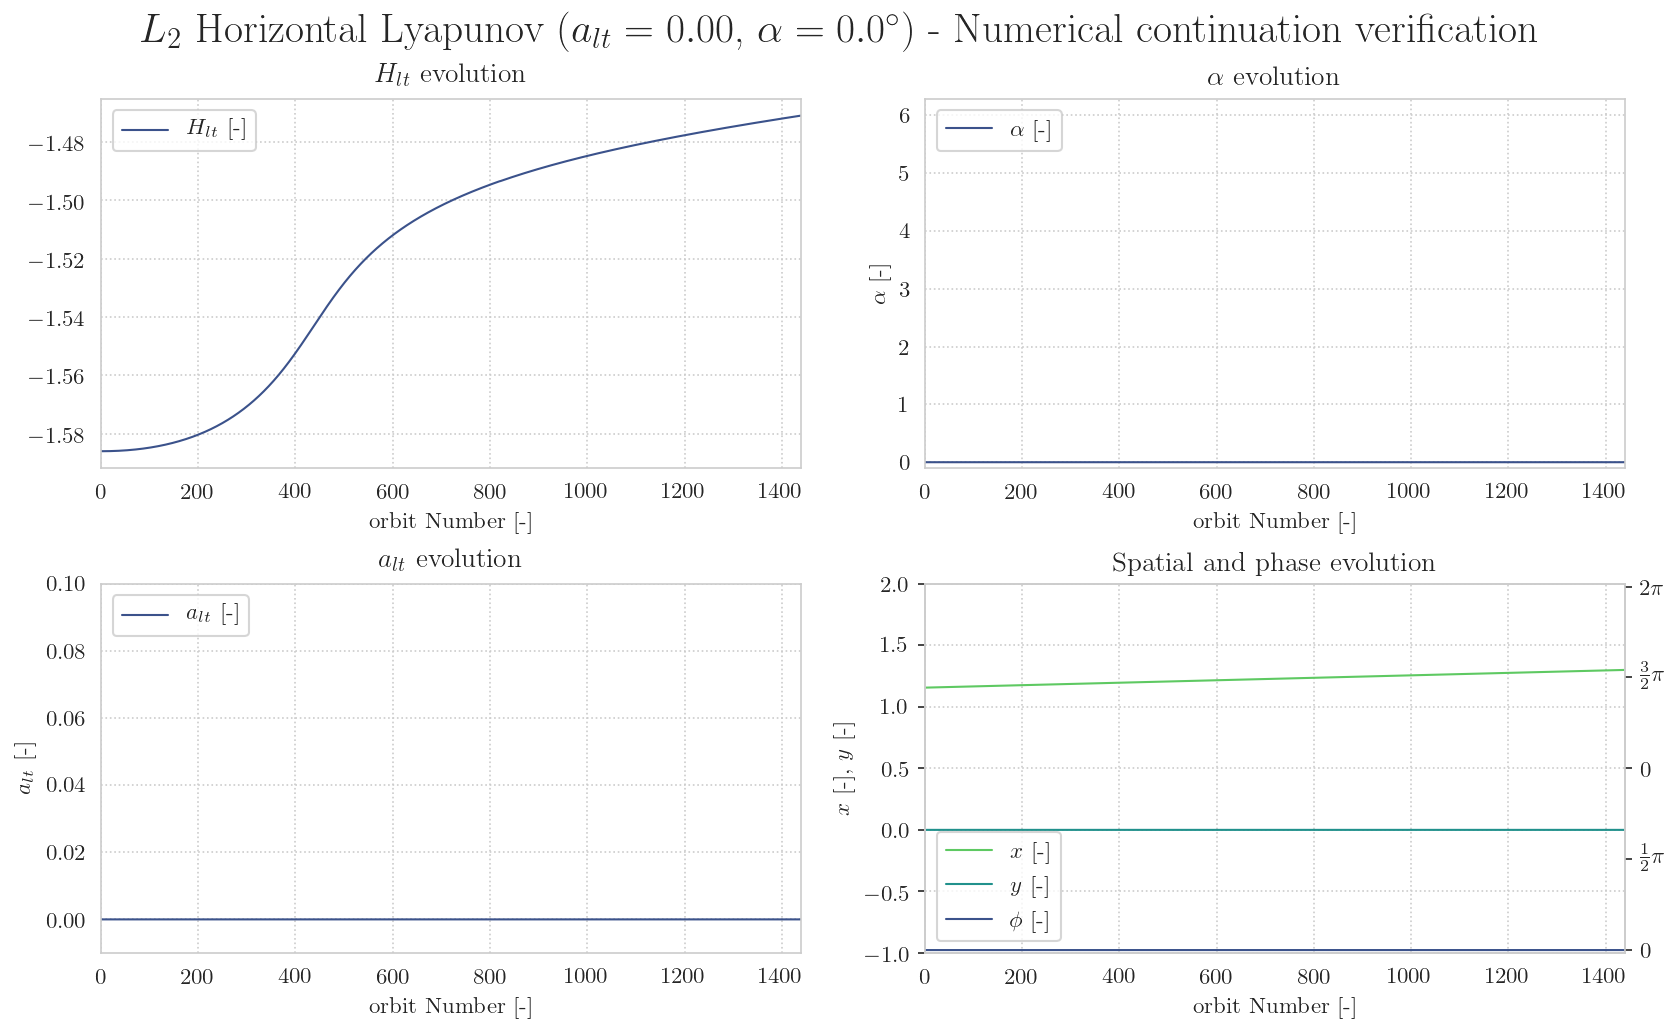 L₂ Horizontal Lyapunov (aₗₜ = 0.00, α = 0.0°) - Numerical continuation verification
Hₗₜ evolution
Hₗₜ [-]
−1.48
−1.50
−1.52
−1.54
−1.56
−1.58
0 200 400 600 800 1000 1200 1400
orbit Number [-]
α evolution
α [-]
α [-]
6
5
4
3
2
1
0
0 200 400 600 800 1000 1200 1400
orbit Number [-]
aₗₜ evolution
aₗₜ [-]
aₗₜ [-]
0.10
0.08
0.06
0.04
0.02
0.00
0 200 400 600 800 1000 1200 1400
orbit Number [-]
Spatial and phase evolution
x [-], y [-]
2.0
1.5
1.0
0.5
0.0
−0.5
−1.0
x [-]
y [-]
ϕ [-]
2π
3/2 π
0
1/2 π
0
0 200 400 600 800 1000 1200 1400
orbit Number [-]